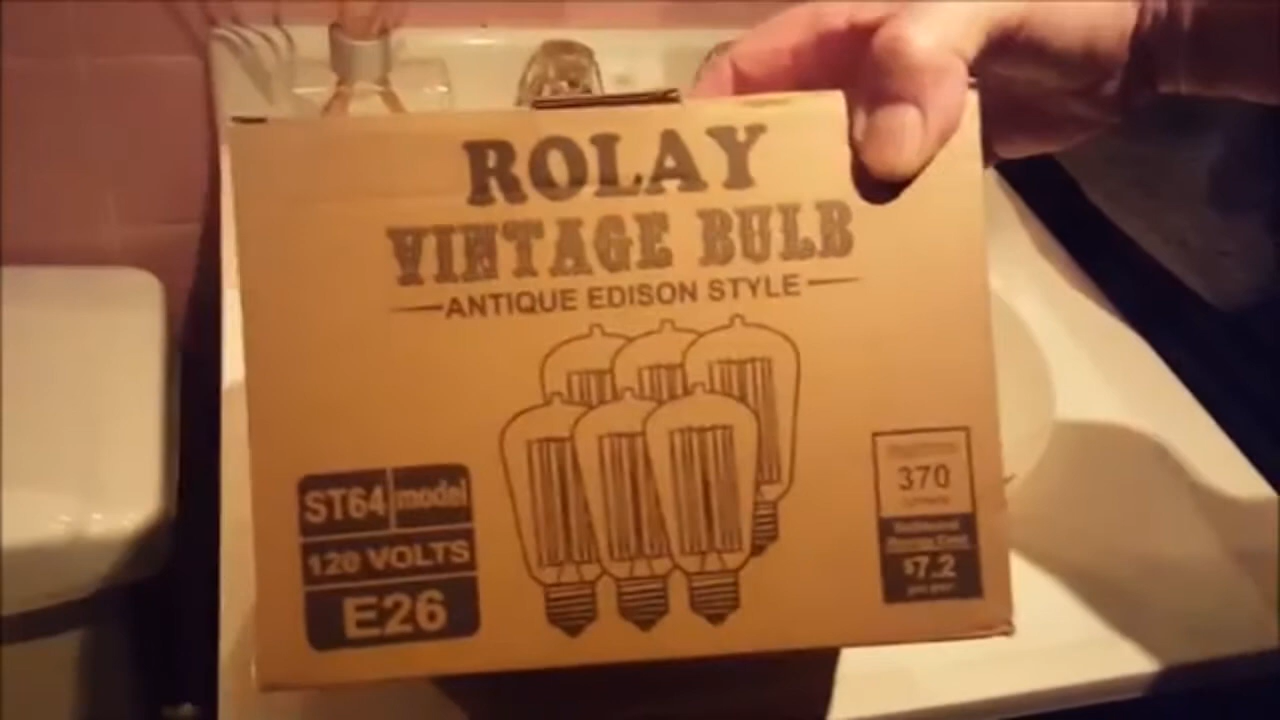 ROLAY
VINTAGE BULB
ANTIQUE EDISON STYLE
ST64 model
120 VOLTS
E26
370
$7.2